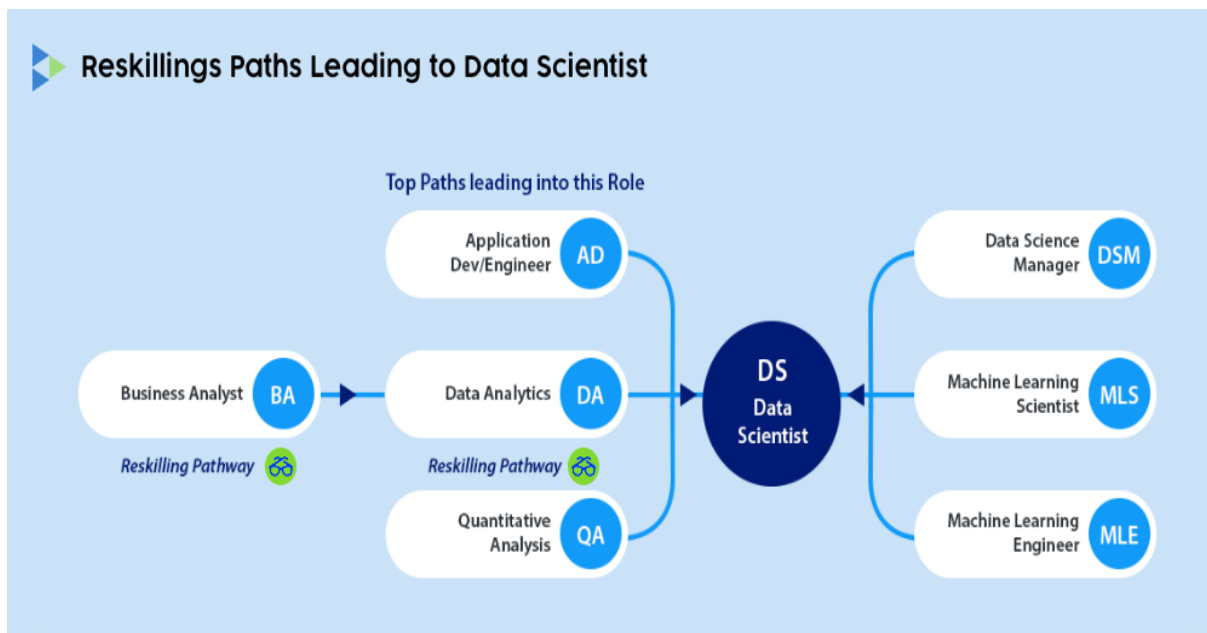 Reskillings Paths Leading to Data Scientist
Top Paths leading into this Role
Application
Dev/Engineer
AD
Data Science
Manager
DSM
Business Analyst
BA
Data Analytics
DA
DS
Data
Scientist
Machine Learning
Scientist
MLS
Reskilling Pathway
Reskilling Pathway
Quantitative
Analysis
QA
Machine Learning
Engineer
MLE